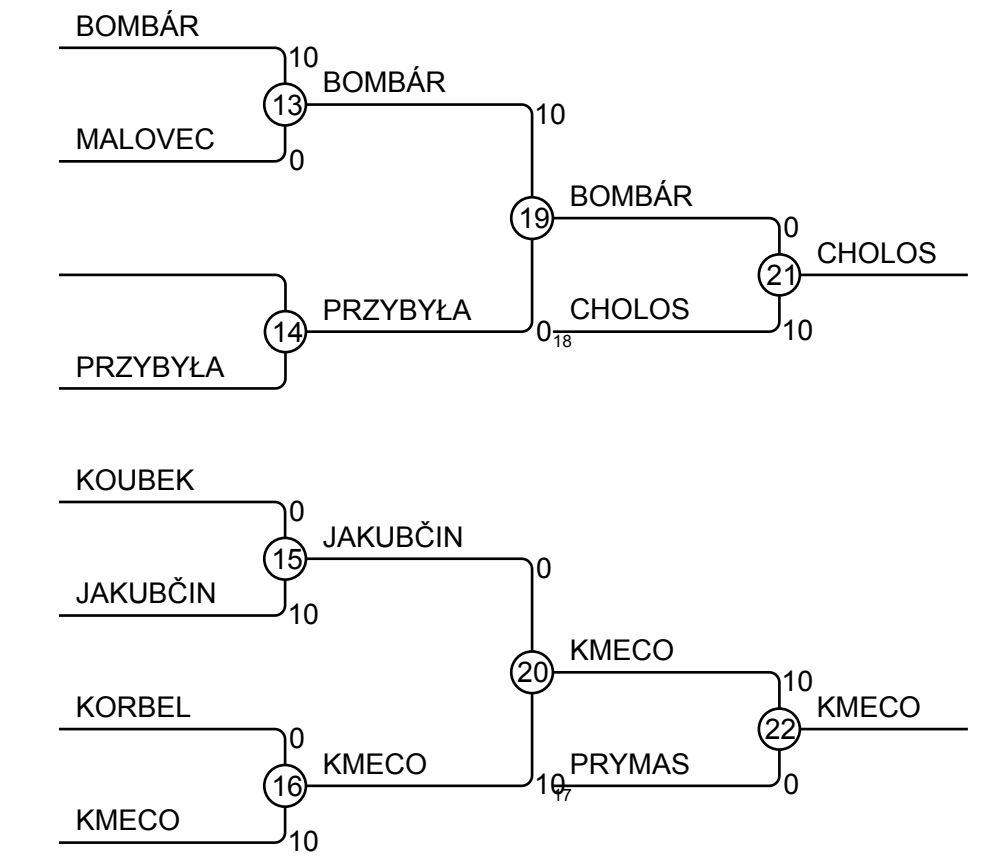 BOMBÁR
10
BOMBÁR
13
10
MALOVEC
0
BOMBÁR
19
0
CHOLOS
21
PRZYBYŁA
CHOLOS
14
0
18
10
PRZYBYŁA
KOUBEK
0
JAKUBČIN
15
0
JAKUBČIN
10
KMECO
20
10
KORBEL
KMECO
0
22
KMECO
PRYMAS
16
10
17
0
KMECO
10